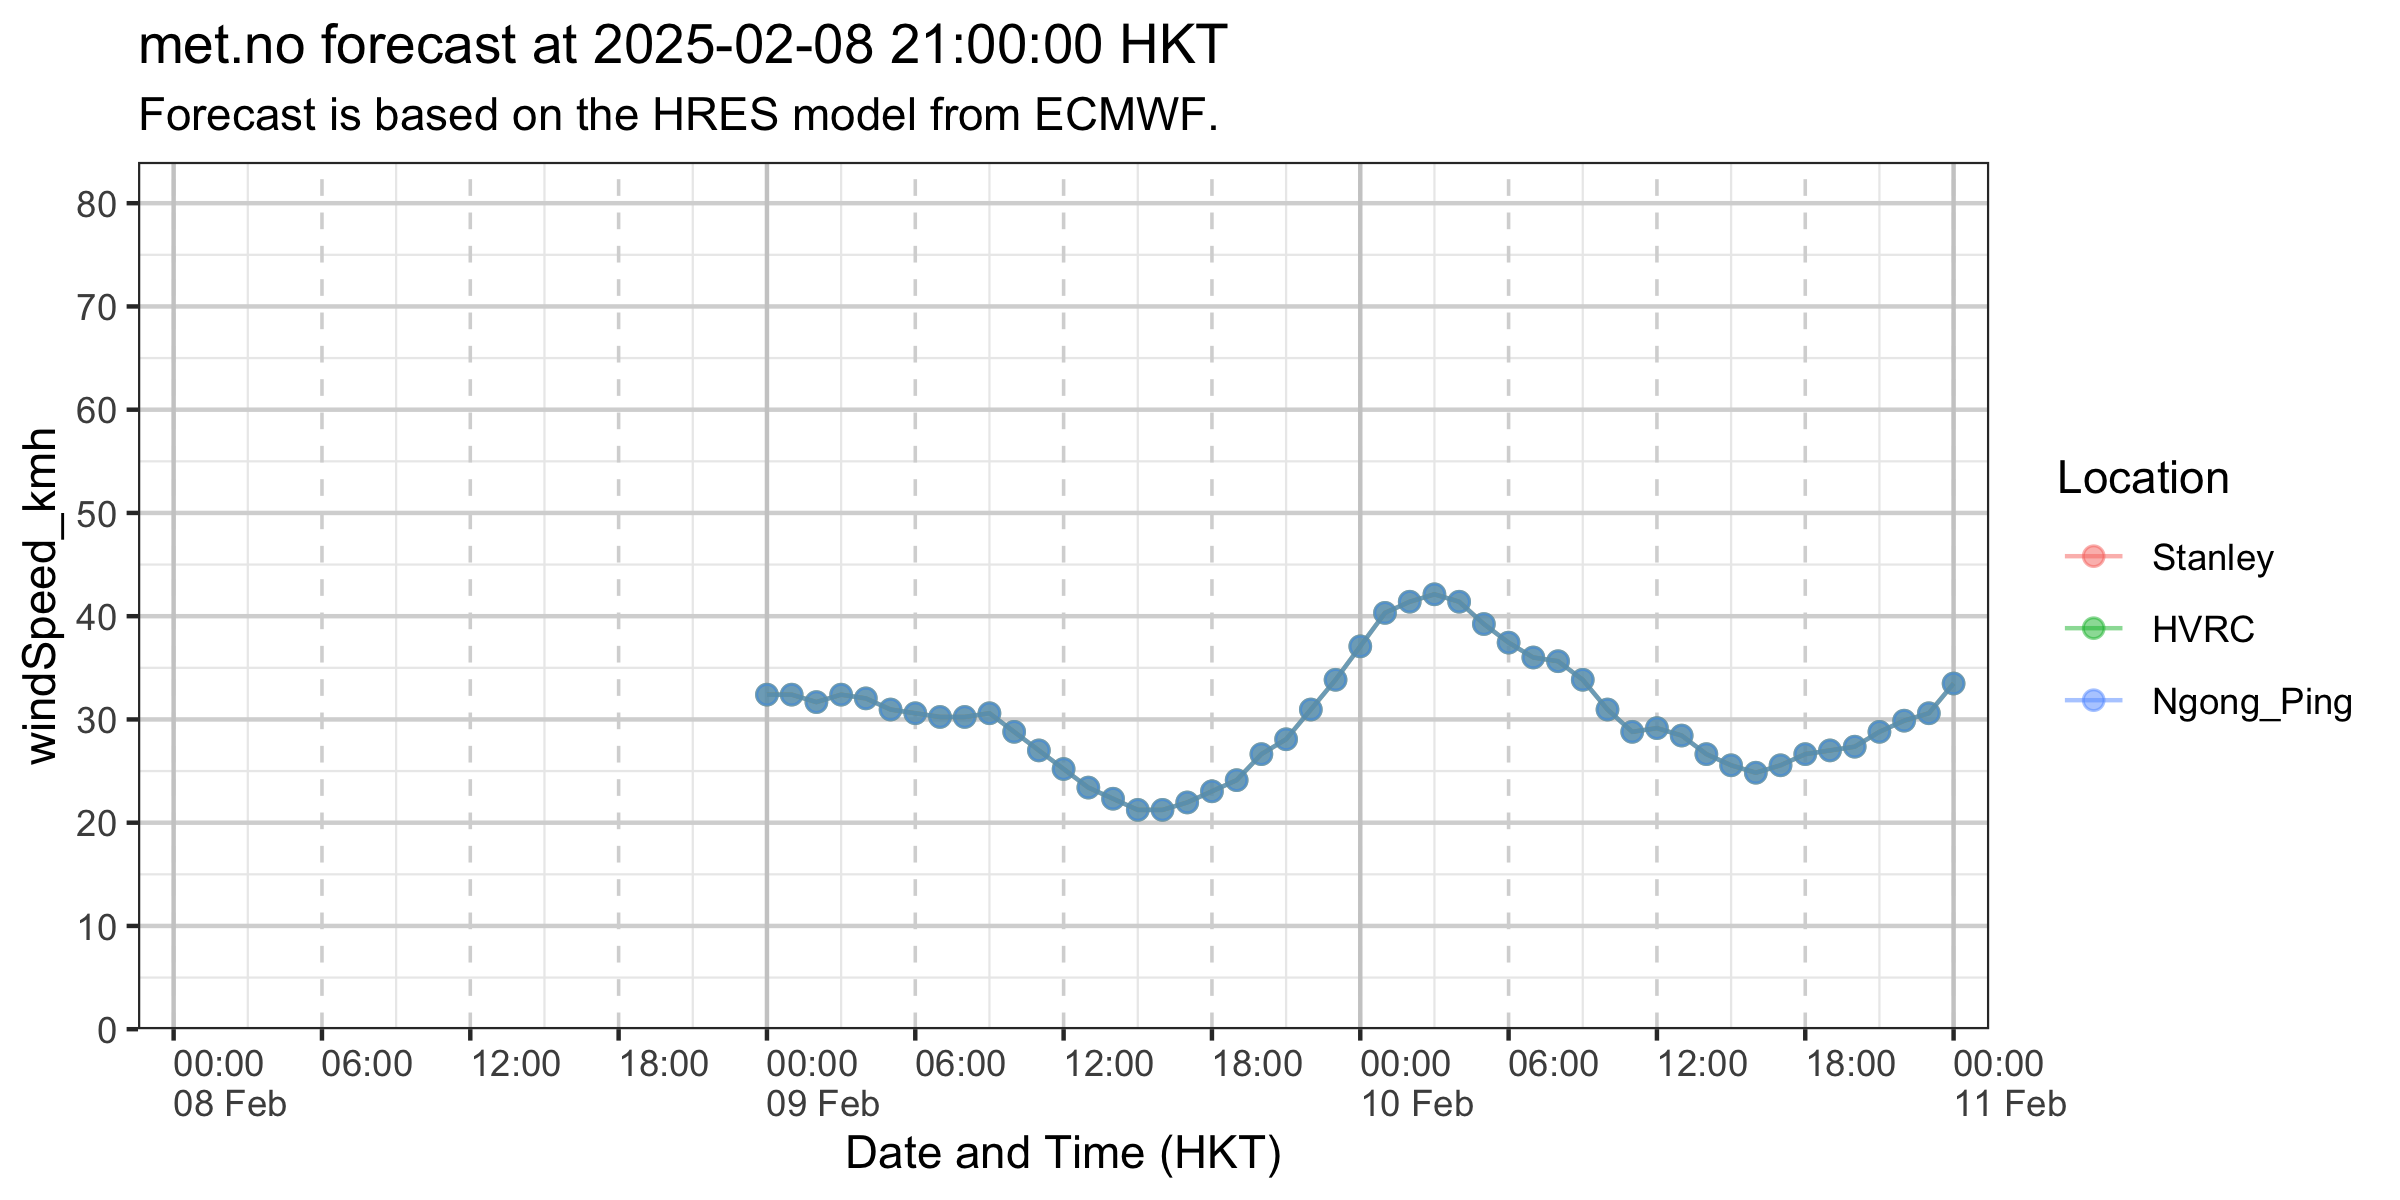 met.no forecast at 2025-02-08 21:00:00 HKT
Forecast is based on the HRES model from ECMWF.
windSpeed_kmh
80
70
60
50
40
30
20
10
0
00:00 06:00 12:00 18:00 00:00 06:00 12:00 18:00 00:00 06:00 12:00 18:00 00:00
08 Feb 09 Feb 10 Feb 11 Feb
Date and Time (HKT)
Location
Stanley
HVRC
Ngong_Ping